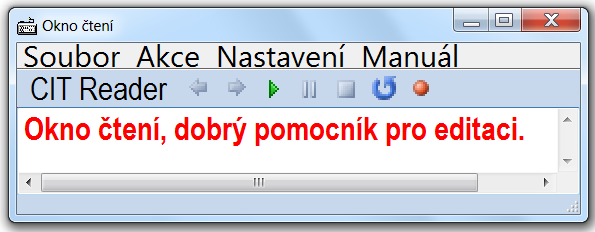 Okno čtení
Soubor Akce Nastavení Manuál
CIT Reader
Okno čtení, dobrý pomocník pro editaci.